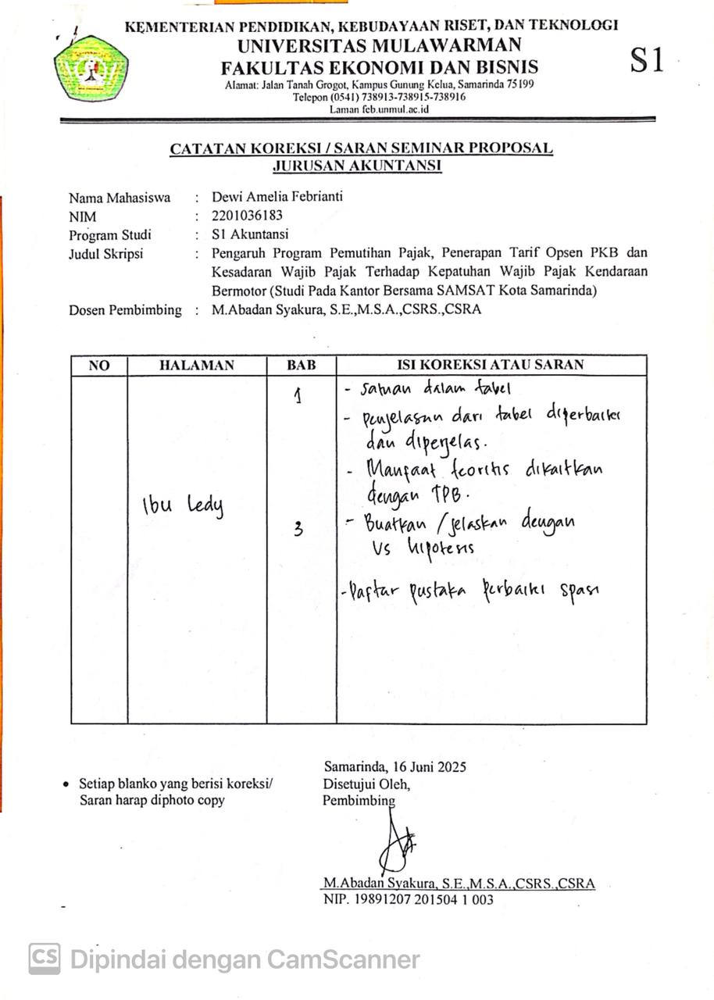 KEMENTERIAN PENDIDIKAN, KEBUDAYAAN RISET, DAN TEKNOLOGI
UNIVERSITAS MULAWARMAN
FAKULTAS EKONOMI DAN BISNIS
S1
Alamat: Jalan Tanah Grogot, Kampus Gunung Kelua, Samarinda 75199
Telepon (0541) 738913-738915-738916
Laman feb.unmul.ac.id
CATATAN KOREKSI / SARAN SEMINAR PROPOSAL
JURUSAN AKUNTANSI
Nama Mahasiswa : Dewi Amelia Febrianti
NIM : 2201036183
Program Studi : S1 Akuntansi
Judul Skripsi : Pengaruh Program Pemutihan Pajak, Penerapan Tarif Opsen PKB dan
Kesadaran Wajib Pajak Terhadap Kepatuhan Wajib Pajak Kendaraan
Bermotor (Studi Pada Kantor Bersama SAMSAT Kota Samarinda)
Dosen Pembimbing : M.Abadan Syakura, S.E.,M.S.A.,CSRS.,CSRA
NO HALAMAN BAB ISI KOREKSI ATAU SARAN
1 - Satuan dalam tabel
- Penjelasan dari tabel diperbaiki
dan diperjelas.
- Manfaat teoritis dikaitkan
dengan TPB.
Ibu Ledy
3 - Buatkan / jelaskan dengan
Vs hipotesis
- Daftar pustaka perbaiki spasi
Samarinda, 16 Juni 2025
• Setiap blanko yang berisi koreksi/ Disetujui Oleh,
Saran harap diphoto copy Pembimbing
M.Abadan Syakura, S.E.,M.S.A.,CSRS.,CSRA
NIP. 19891207 201504 1 003
CS Dipindai dengan CamScanner